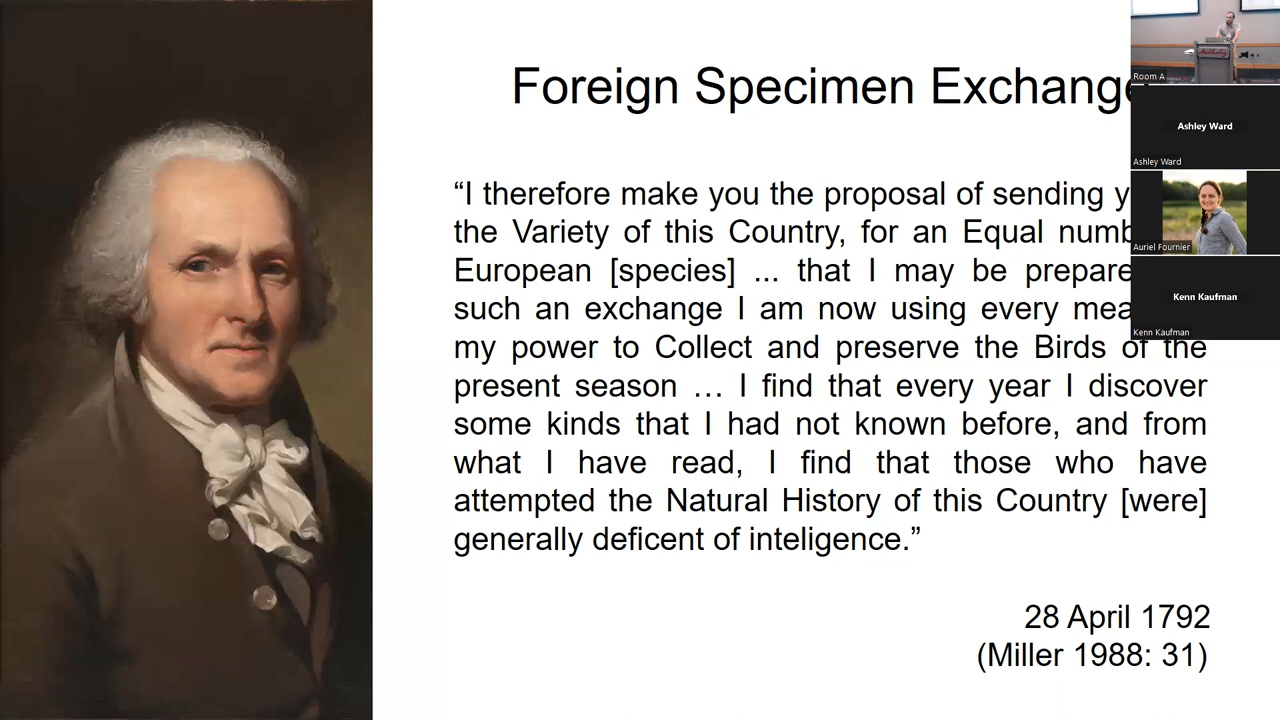 Foreign Specimen Exchange
“I therefore make you the proposal of sending
the Variety of this Country, for an Equal
European [species] ... that I may be
such an exchange I am now using every
my power to Collect and preserve the Birds of the
present season … I find that every year I discover
some kinds that I had not known before, and from
what I have read, I find that those who have
attempted the Natural History of this Country [were]
generally deficent of inteligence.”
28 April 1792
(Miller 1988: 31)
Room A
Ashley Ward
Ashley Ward
Auriel Fournier
Kenn Kaufman
Kenn Kaufman